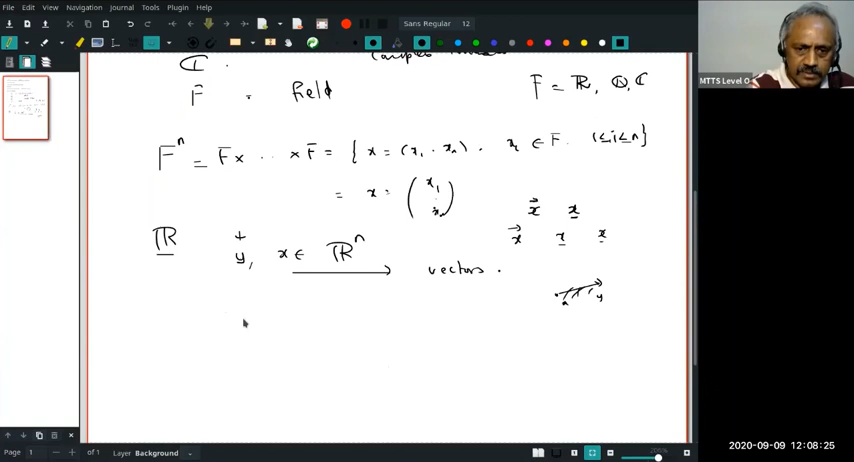 File Edit View Navigation Journal Tools Plugin Help
Sans Regular 12
ℂ .
F . field F = ℝ, ℚ, ℂ
Fⁿ = F x . . x F = { x = (x₁ . xₙ) . xᵢ ∈ F . 1 ≤ i ≤ n }
= x = (x₁ . . xₙ)
x⃗ x
x⃗ x x
ℝ + y, x ∈ ℝⁿ vectors .
x y
Page 1 of 1 Layer Background 200%
MTTS Level O
2020-09-09 12:08:25